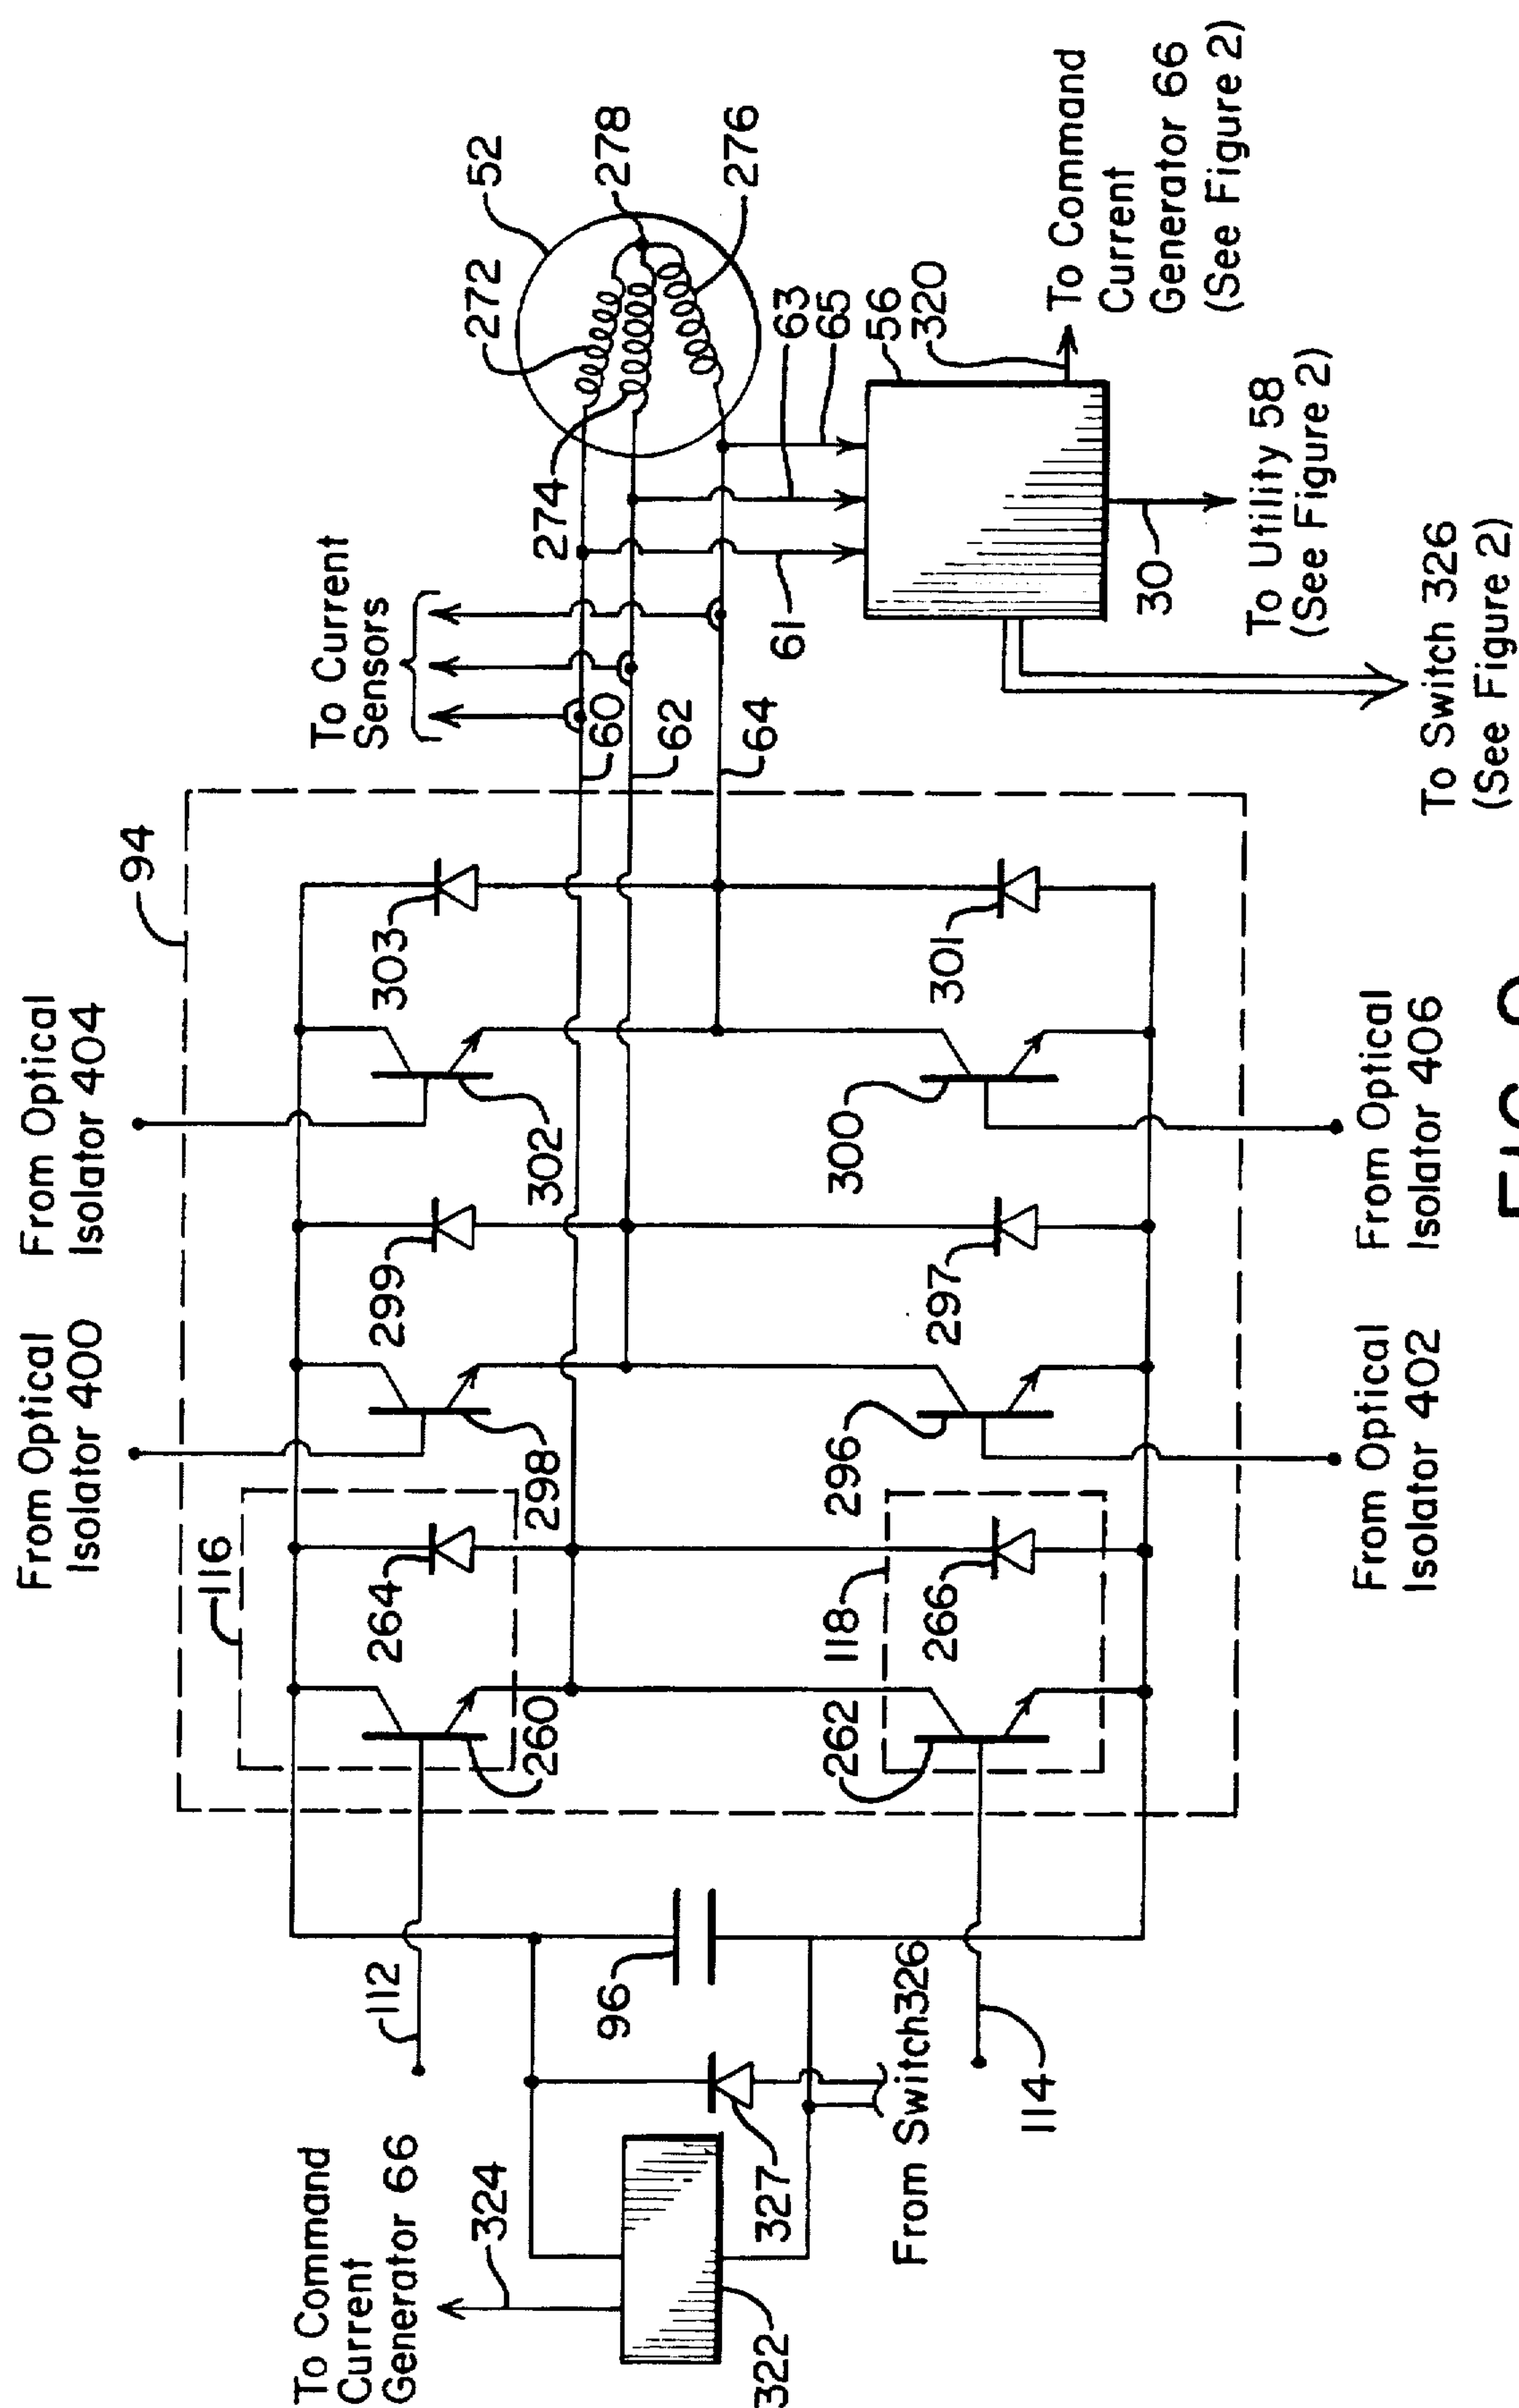 From Optical
Isolator 400
From Optical
Isolator 404
94
116
To Current
Sensors
To Command
Current
Generator 66
324
112
264
260
299
298
303
302
60
62
64
274
272
52
278
276
322
327
96
From Switch326
114
262
118
266
296
297
300
301
61
63
65
56
320
To Command
Current
Generator 66
(See Figure 2)
30
To Utility 58
(See Figure 2)
To Switch 326
(See Figure 2)
From Optical
Isolator 402
From Optical
Isolator 406